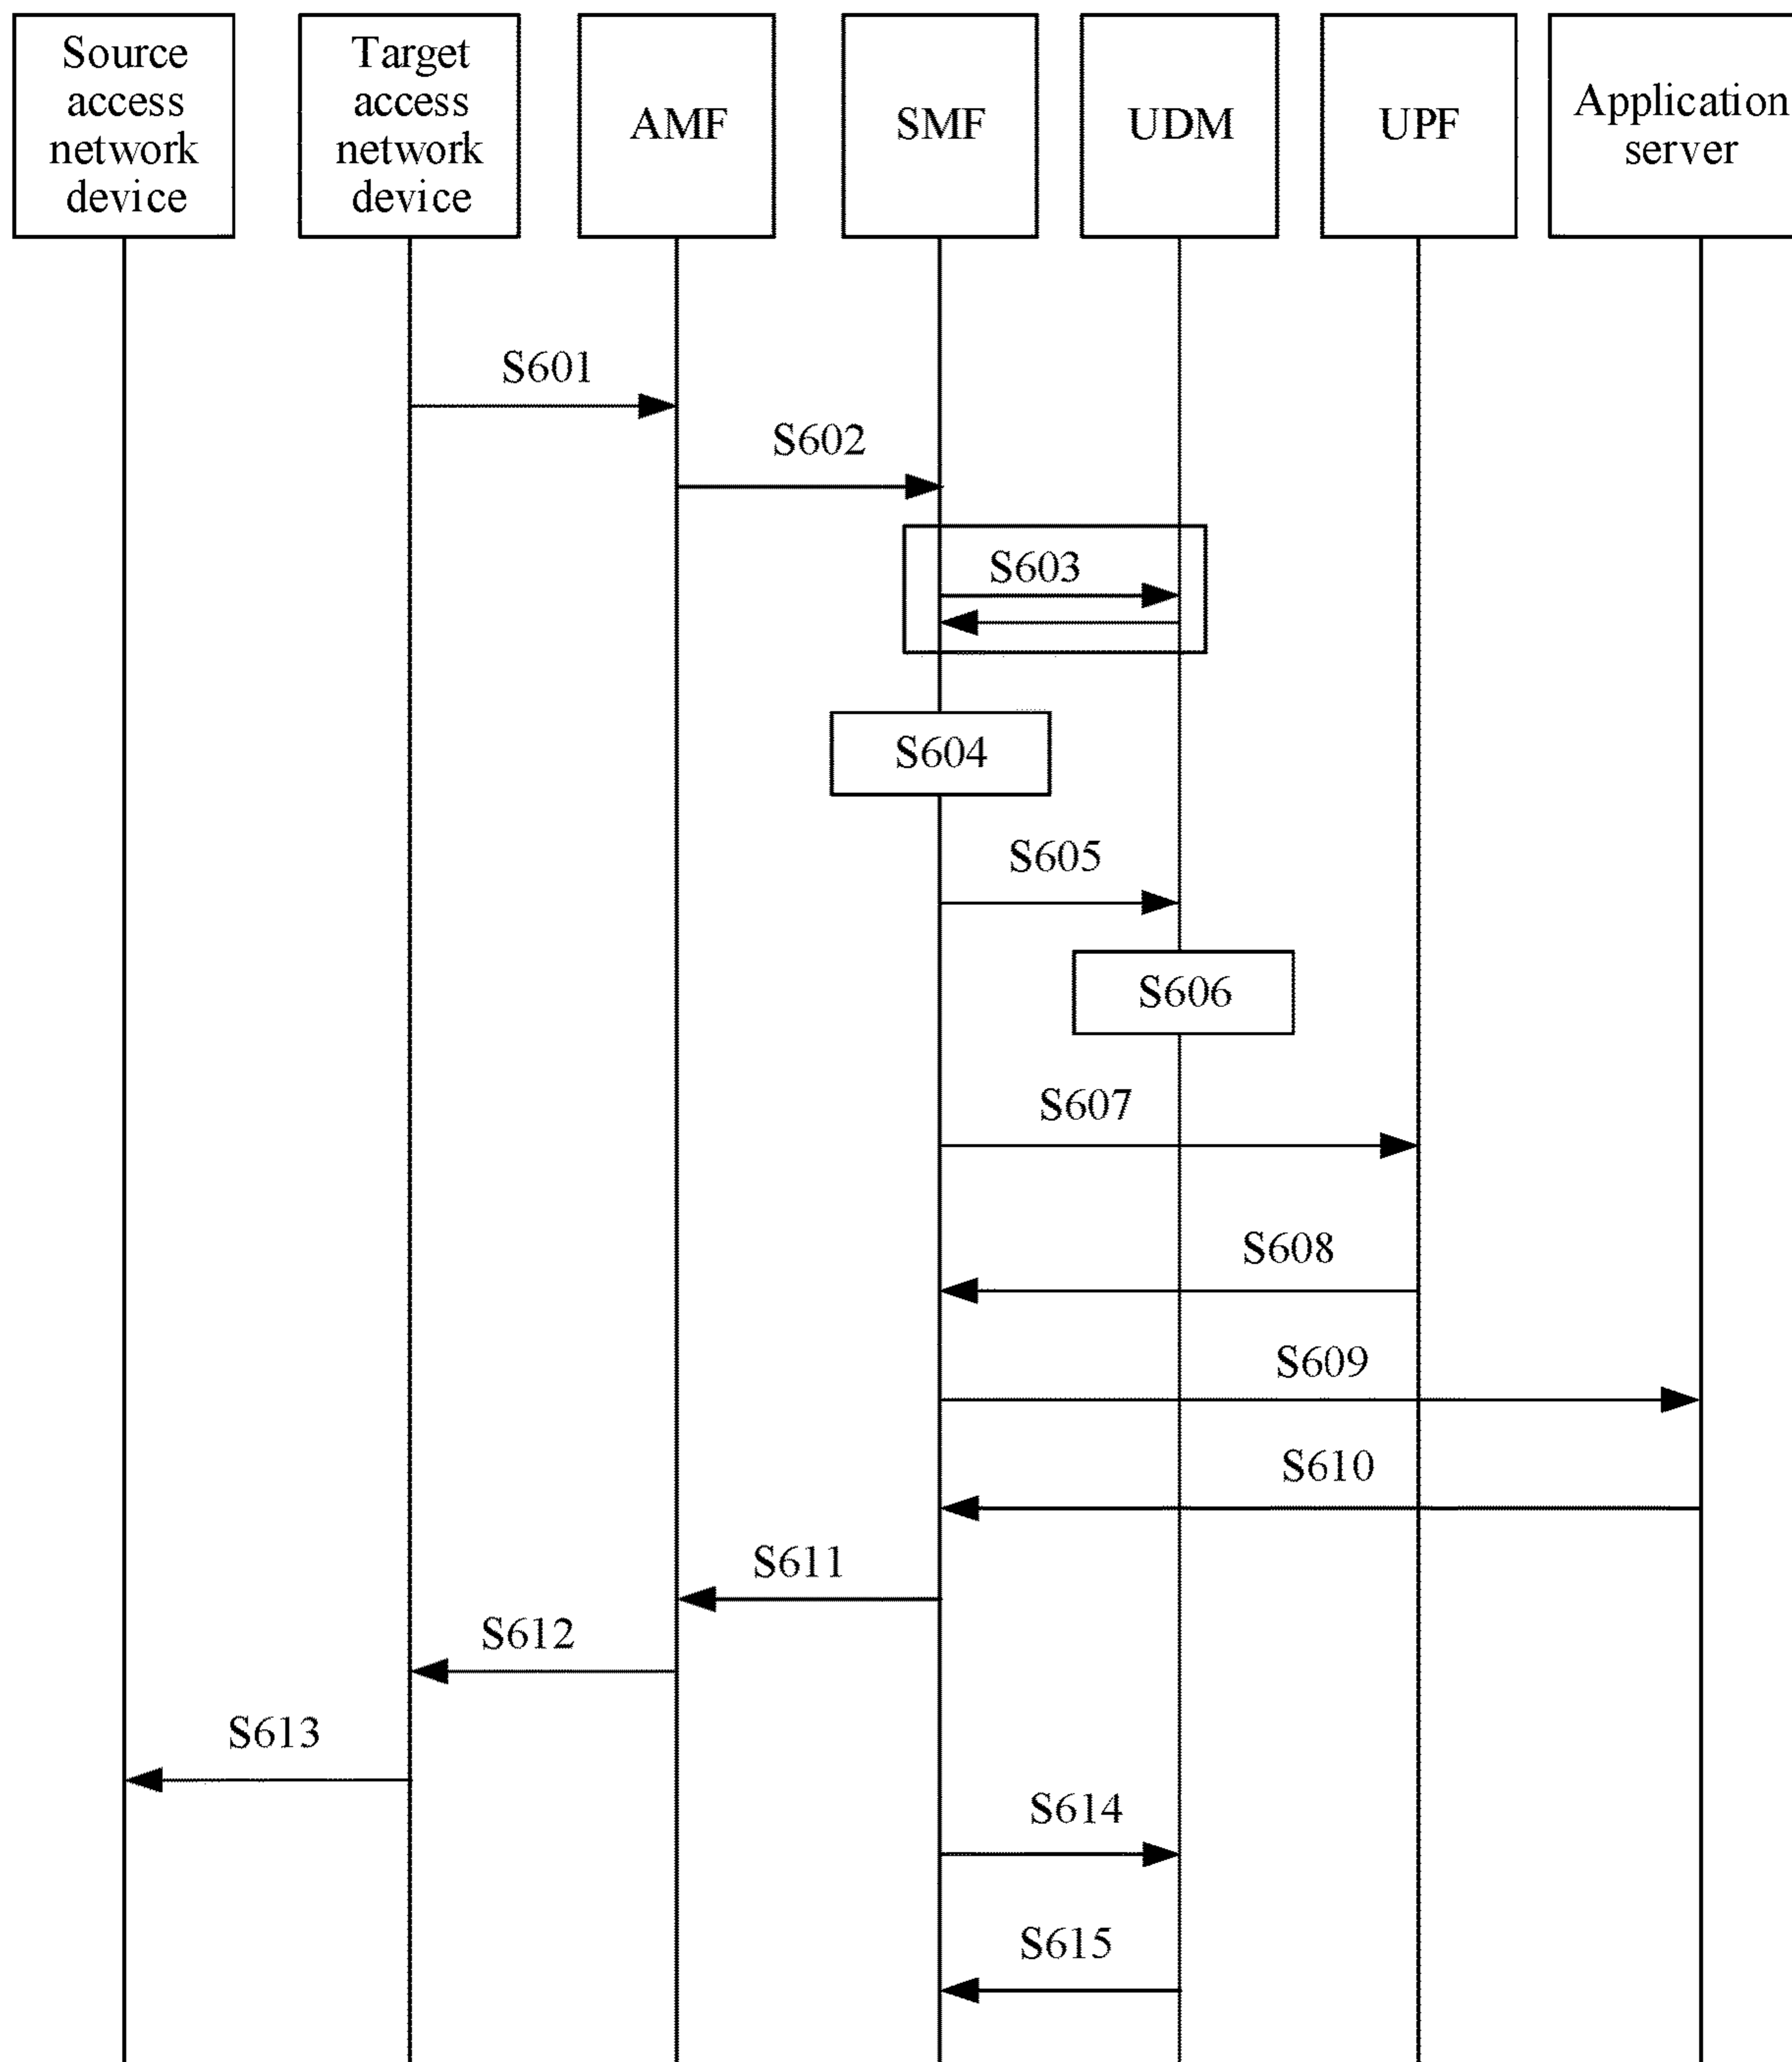 Source
access
network
device
Target
access
network
device
AMF
SMF
UDM
UPF
Application
server
S601
S602
S603
S604
S605
S606
S607
S608
S609
S610
S611
S612
S613
S614
S615